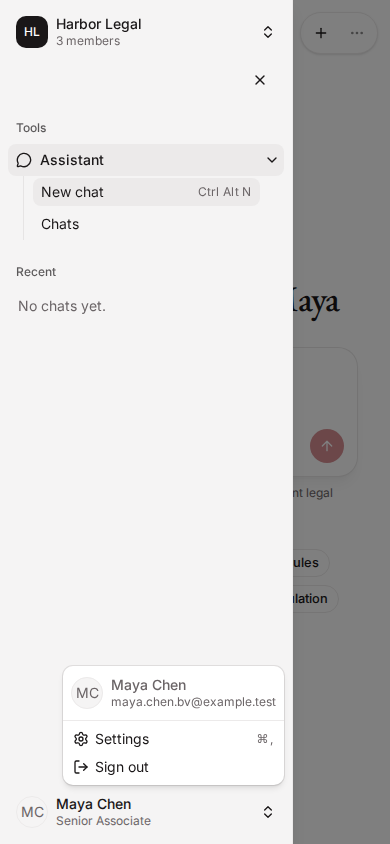 HL
Harbor Legal
3 members
Tools
Assistant
New chat Ctrl Alt N
Chats
Recent
No chats yet.
Maya
nt legal
ules
ulation
MC
Maya Chen
maya.chen.bv@example.test
Settings ⌘,
Sign out
MC
Maya Chen
Senior Associate